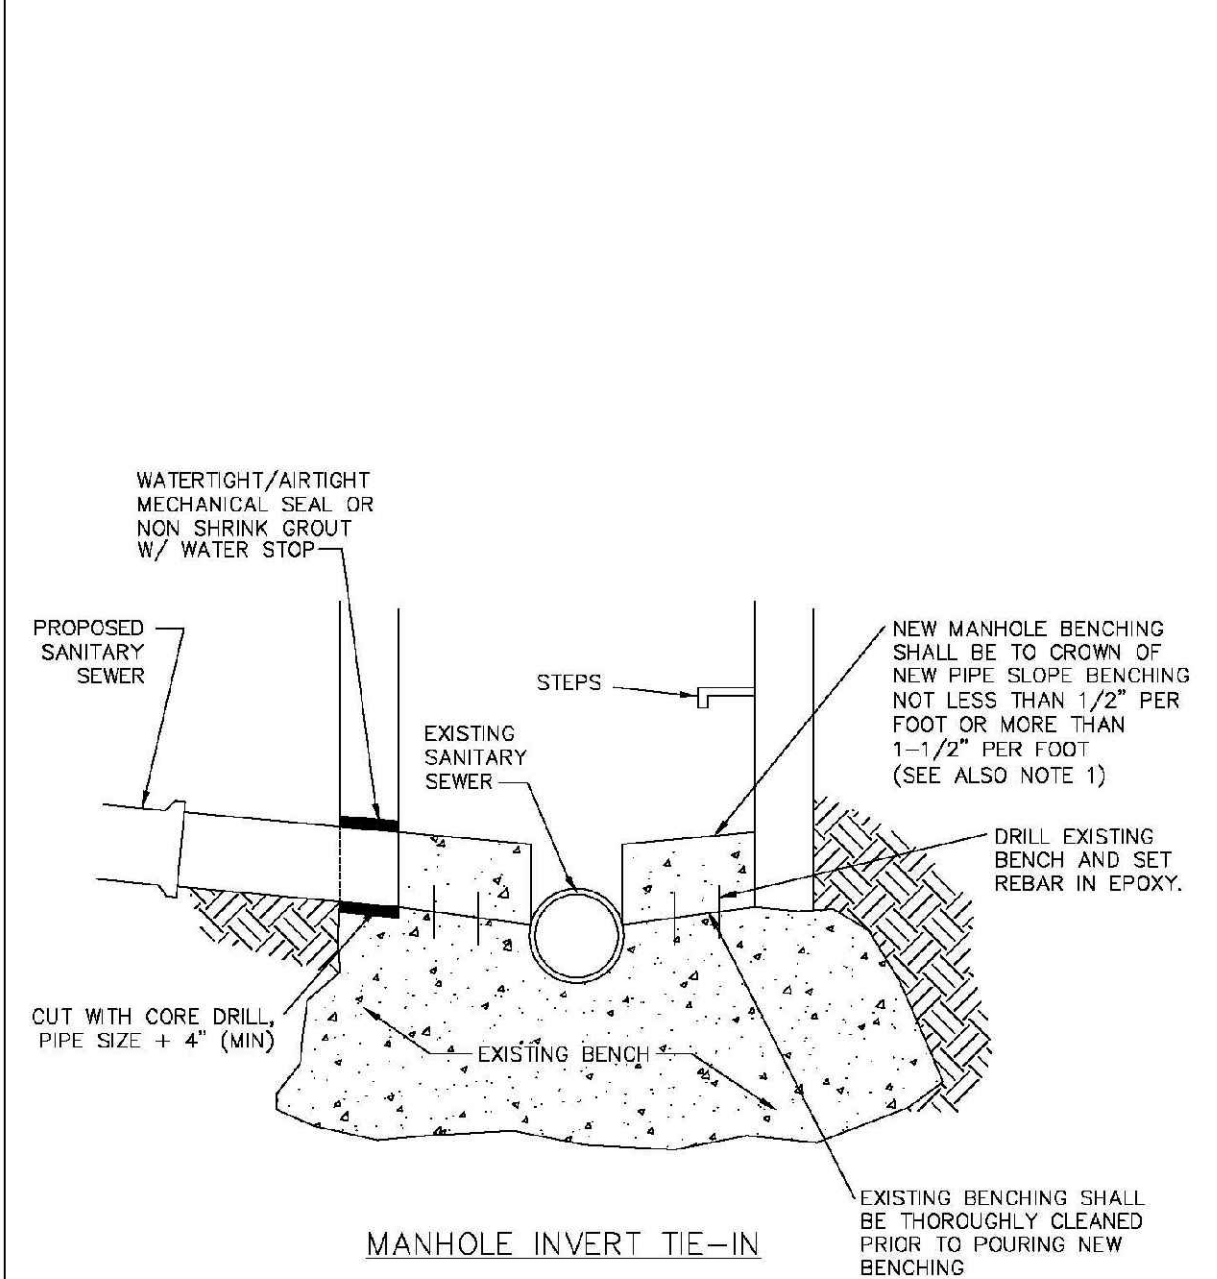 WATERTIGHT/AIRTIGHT
MECHANICAL SEAL OR
NON SHRINK GROUT
W/ WATER STOP
PROPOSED
SANITARY
SEWER
STEPS
EXISTING
SANITARY
SEWER
NEW MANHOLE BENCHING
SHALL BE TO CROWN OF
NEW PIPE SLOPE BENCHING
NOT LESS THAN 1/2" PER
FOOT OR MORE THAN
1-1/2" PER FOOT
(SEE ALSO NOTE 1)
DRILL EXISTING
BENCH AND SET
REBAR IN EPOXY.
CUT WITH CORE DRILL,
PIPE SIZE + 4" (MIN)
EXISTING BENCH
EXISTING BENCHING SHALL
BE THOROUGHLY CLEANED
PRIOR TO POURING NEW
BENCHING
MANHOLE INVERT TIE-IN